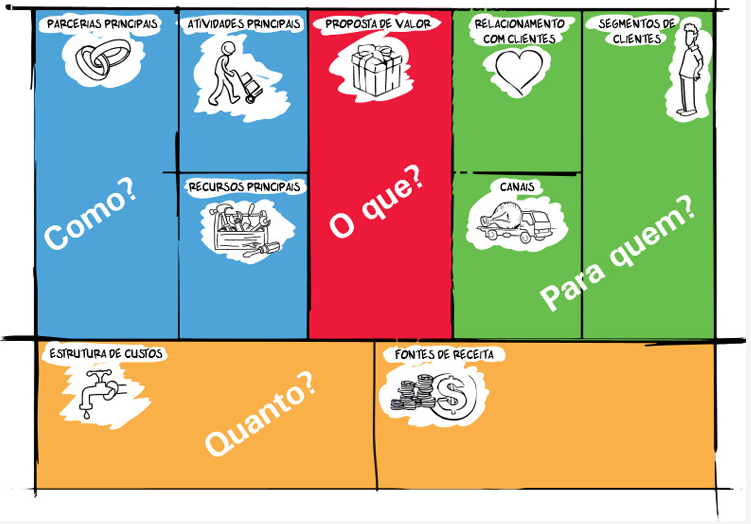 PARCERIAS PRINCIPAIS
ATIVIDADES PRINCIPAIS
PROPOSTA DE VALOR
RELACIONAMENTO
COM CLIENTES
SEGMENTOS DE
CLIENTES
Como?
RECURSOS PRINCIPAIS
O que?
CANAIS
Para quem?
ESTRUTURA DE CUSTOS
Quanto?
FONTES DE RECEITA
$